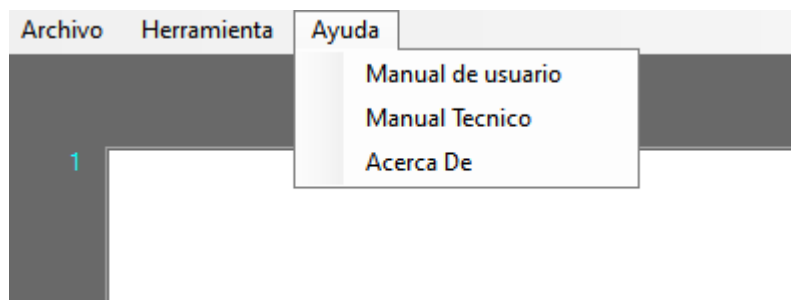 Archivo Herramienta Ayuda
Manual de usuario
Manual Tecnico
1
Acerca De